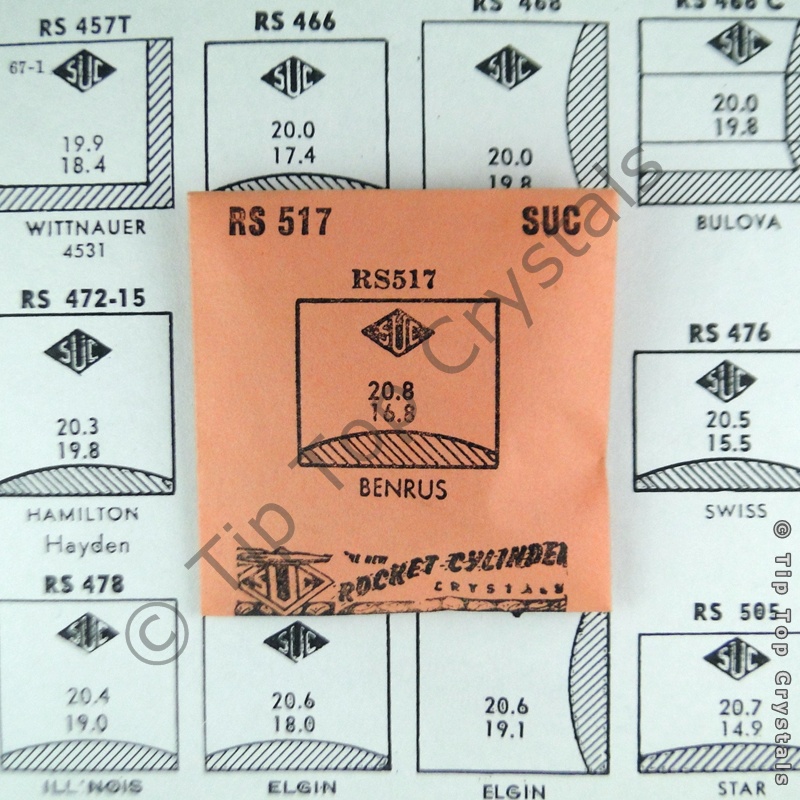 RS 457T
RS 466
RS 468
RS 466 C
67-1
SUC
19.9
18.4
WITTNAUER
4531
SUC
20.0
17.4
SUC
20.0
19.8
SUC
20.0
19.8
BULOVA
RS 517 SUC
RS517
SUC
20.8
16.8
BENRUS
SUC
THE NEW
ROCKET-CYLINDER
CRYSTALS
RS 472-15
SUC
20.3
19.8
HAMILTON
Hayden
RS 476
SUC
20.5
15.5
SWISS
RS 478
SUC
20.4
19.0
ILLINOIS
SUC
20.6
18.0
ELGIN
20.6
19.1
ELGIN
RS 505
SUC
20.7
14.9
STAR
© Tip Top Crystals
© Tip Top Crystals